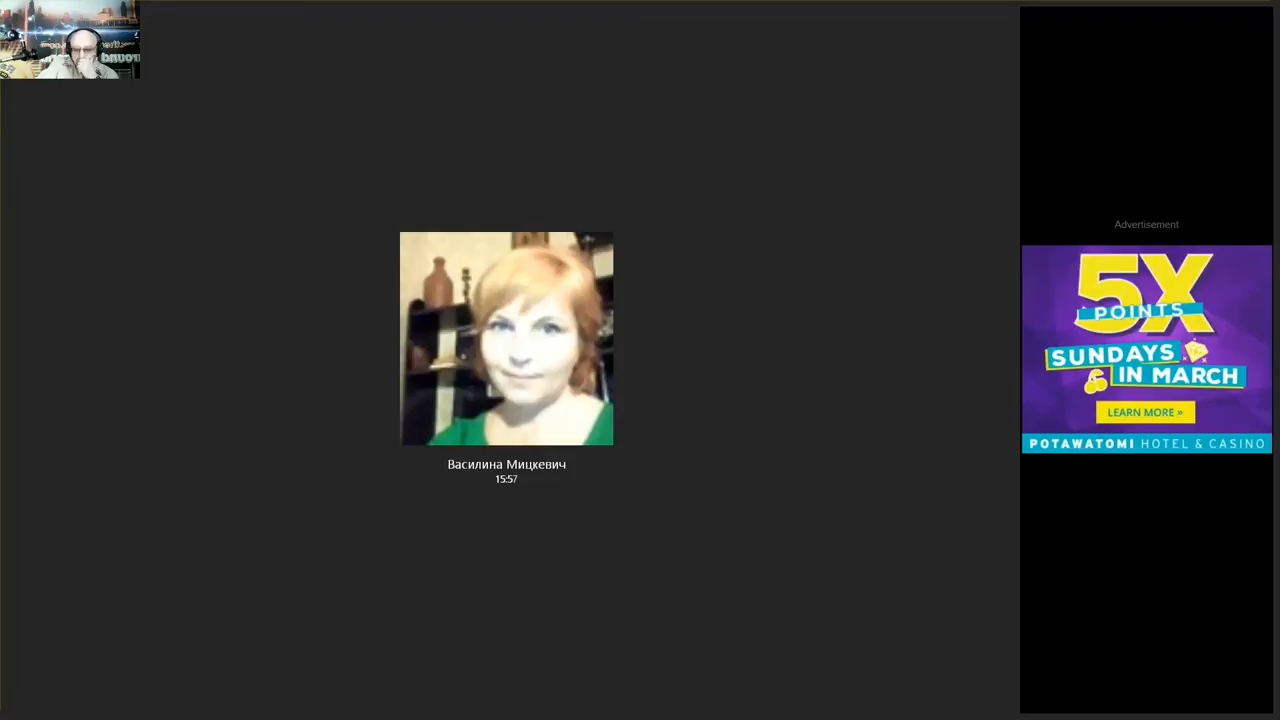 Advertisement
5X
POINTS
SUNDAYS
IN MARCH
LEARN MORE »
POTAWATOMI HOTEL & CASINO
Василина Мицкевич
15:57